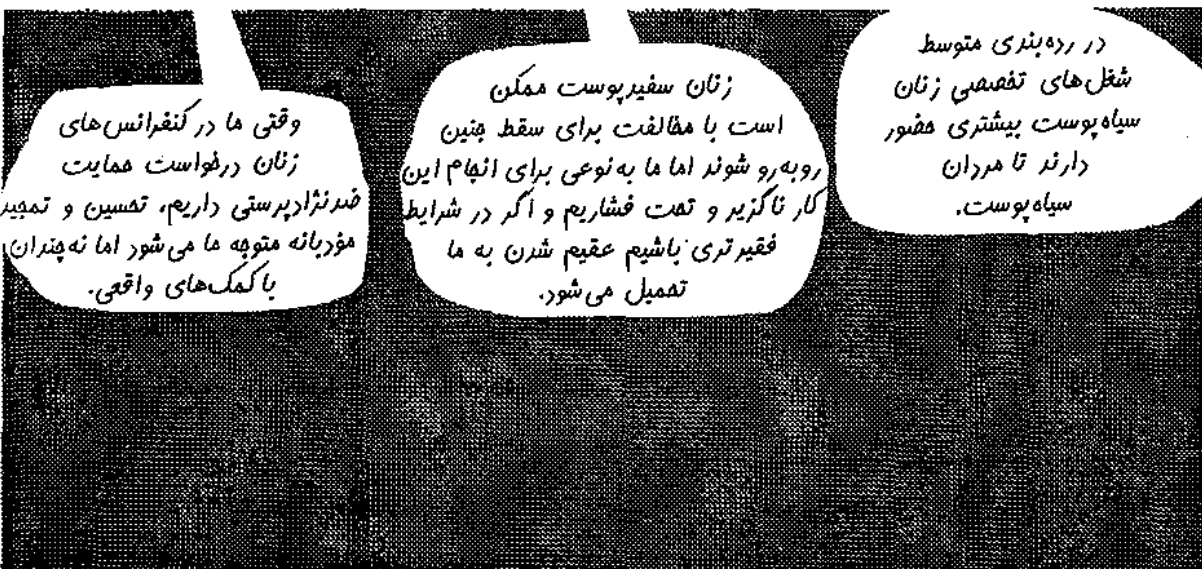 در رده‌بندی متوسط
شغل‌های تخصصی زنان
سیاه‌پوست بیشتری حضور
دارند تا مردان
سیاه‌پوست.
زنان سفیدپوست ممکن
است با مخالفت برای سقط جنین
روبه‌رو شوند اما ما به نوعی برای انجام این
کار ناگزیر و تحت فشاریم و اگر در شرایط
فقیرتری باشیم عقیم شدن به ما
تحمیل می‌شود.
وقتی ما در کنفرانس‌های
زنان درخواست حمایت
ضدنژادپرستی داریم، تحسین و تمجید
مؤدبانه متوجه ما می‌شود اما نه چندان
با کمک‌های واقعی.